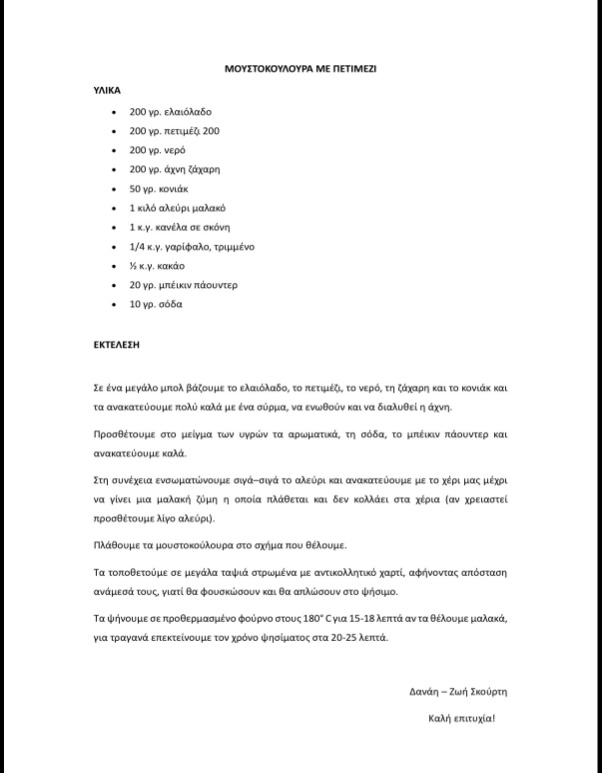 ΜΟΥΣΤΟΚΟΥΛΟΥΡΑ ΜΕ ΠΕΤΙΜΕΖΙ
ΥΛΙΚΑ
• 200 γρ. ελαιόλαδο
• 200 γρ. πετιμέζι 200
• 200 γρ. νερό
• 200 γρ. άχνη ζάχαρη
• 50 γρ. κονιάκ
• 1 κιλό αλεύρι μαλακό
• 1 κ.γ. κανέλα σε σκόνη
• 1/4 κ.γ. γαρίφαλο, τριμμένο
• ½ κ.γ. κακάο
• 20 γρ. μπέικιν πάουντερ
• 10 γρ. σόδα
ΕΚΤΕΛΕΣΗ
Σε ένα μεγάλο μπολ βάζουμε το ελαιόλαδο, το πετιμέζι, το νερό, τη ζάχαρη και το κονιάκ και
τα ανακατεύουμε πολύ καλά με ένα σύρμα, να ενωθούν και να διαλυθεί η άχνη.
Προσθέτουμε στο μείγμα των υγρών τα αρωματικά, τη σόδα, το μπέικιν πάουντερ και
ανακατεύουμε καλά.
Στη συνέχεια ενσωματώνουμε σιγά–σιγά το αλεύρι και ανακατεύουμε με το χέρι μας μέχρι
να γίνει μια μαλακή ζύμη η οποία πλάθεται και δεν κολλάει στα χέρια (αν χρειαστεί
προσθέτουμε λίγο αλεύρι).
Πλάθουμε τα μουστοκούλουρα στο σχήμα που θέλουμε.
Τα τοποθετούμε σε μεγάλα ταψιά στρωμένα με αντικολλητικό χαρτί, αφήνοντας απόσταση
ανάμεσά τους, γιατί θα φουσκώσουν και θα απλώσουν στο ψήσιμο.
Τα ψήνουμε σε προθερμασμένο φούρνο στους 180° C για 15-18 λεπτά αν τα θέλουμε μαλακά,
για τραγανά επεκτείνουμε τον χρόνο ψησίματος στα 20-25 λεπτά.
Δανάη – Ζωή Σκούρτη
Καλή επιτυχία!